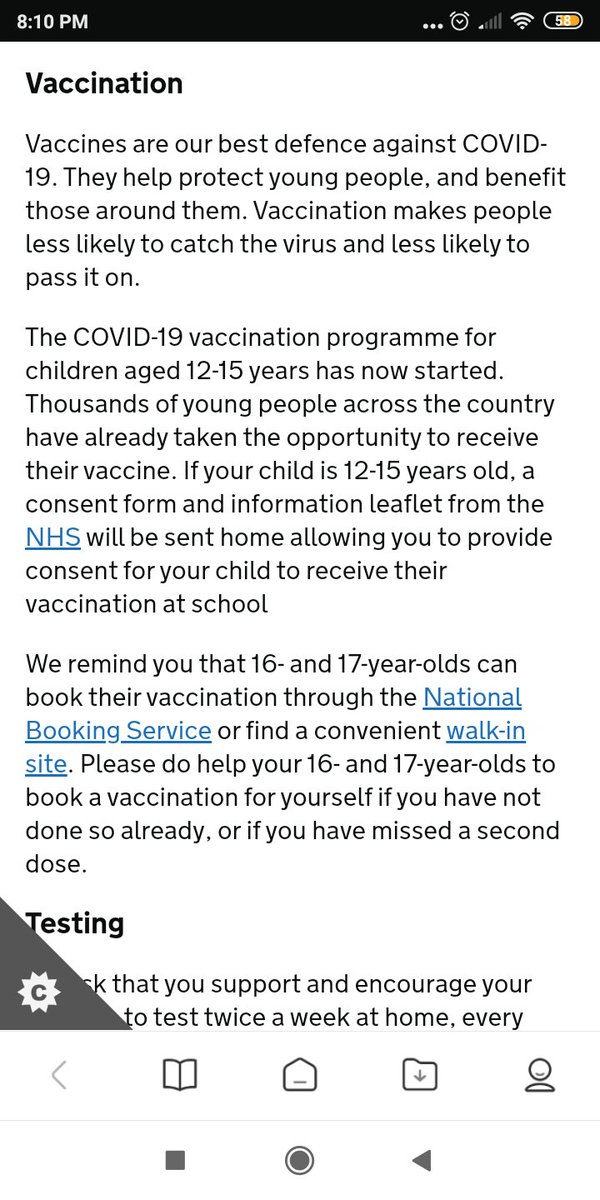 8:10 PM
58
Vaccination
Vaccines are our best defence against COVID-
19. They help protect young people, and benefit
those around them. Vaccination makes people
less likely to catch the virus and less likely to
pass it on.
The COVID-19 vaccination programme for
children aged 12-15 years has now started.
Thousands of young people across the country
have already taken the opportunity to receive
their vaccine. If your child is 12-15 years old, a
consent form and information leaflet from the
NHS will be sent home allowing you to provide
consent for your child to receive their
vaccination at school
We remind you that 16- and 17-year-olds can
book their vaccination through the National
Booking Service or find a convenient walk-in
site. Please do help your 16- and 17-year-olds to
book a vaccination for yourself if you have not
done so already, or if you have missed a second
dose.
Testing
C
that you support and encourage your
to test twice a week at home, every